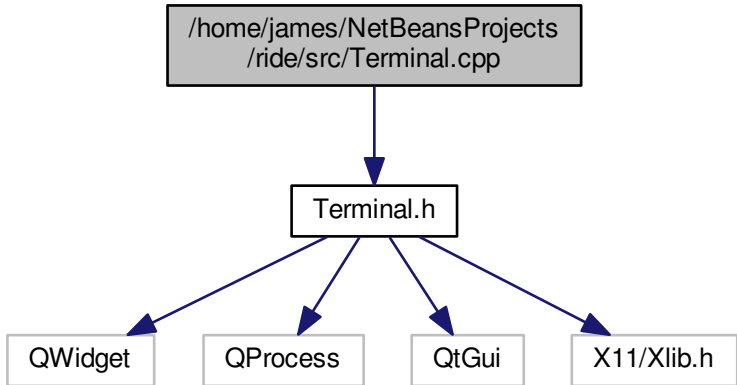 /home/james/NetBeansProjects
/ride/src/Terminal.cpp
Terminal.h
QWidget
QProcess
QtGui
X11/Xlib.h